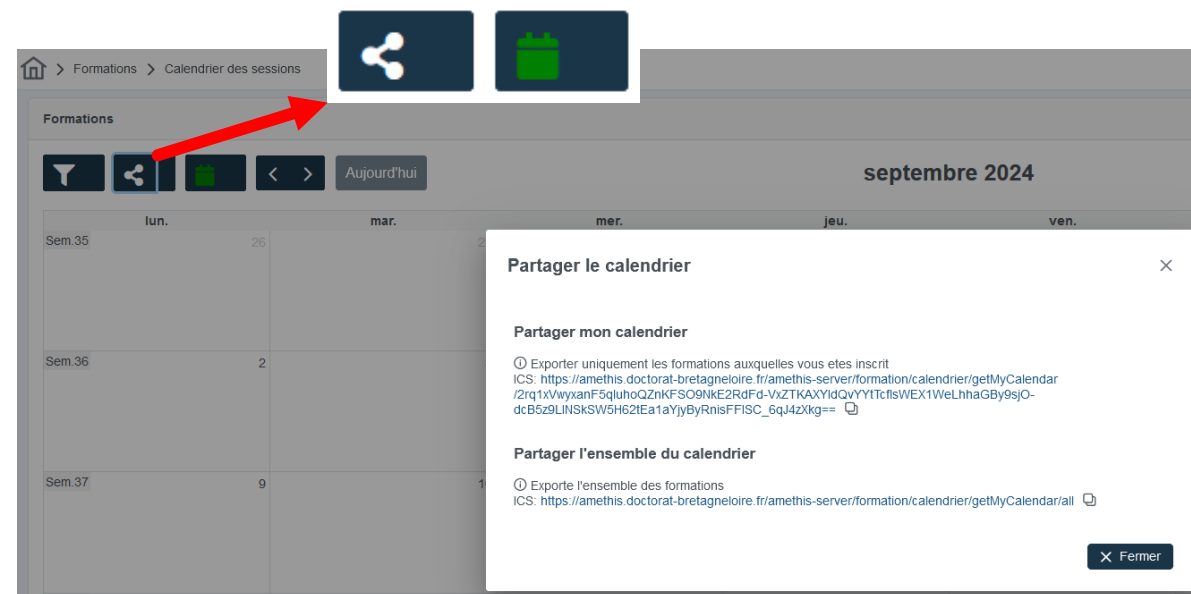 Formations Calendrier des sessions
Formations
Aujourd'hui
septembre 2024
lun. mar. mer. jeu. ven.
Sem.35 26
Sem.36 2
Sem.37 9
Partager le calendrier
Partager mon calendrier
Exporter uniquement les formations auxquelles vous etes inscrit
ICS: https://amethis.doctorat-bretagneloire.fr/amethis-server/formation/calendrier/getMyCalendar
/2rq1xVwyxanF5qluhoQZnKFSO9NkE2RdFd-VxZTKAXYldQvYYtTcflsWEX1WeLhhaGBy9sjO-
dcB5z9LlNSkSW5H62tEa1aYjyByRnisFFlSC_6qJ4zXkg==
Partager l'ensemble du calendrier
Exporte l'ensemble des formations
ICS: https://amethis.doctorat-bretagneloire.fr/amethis-server/formation/calendrier/getMyCalendar/all
Fermer